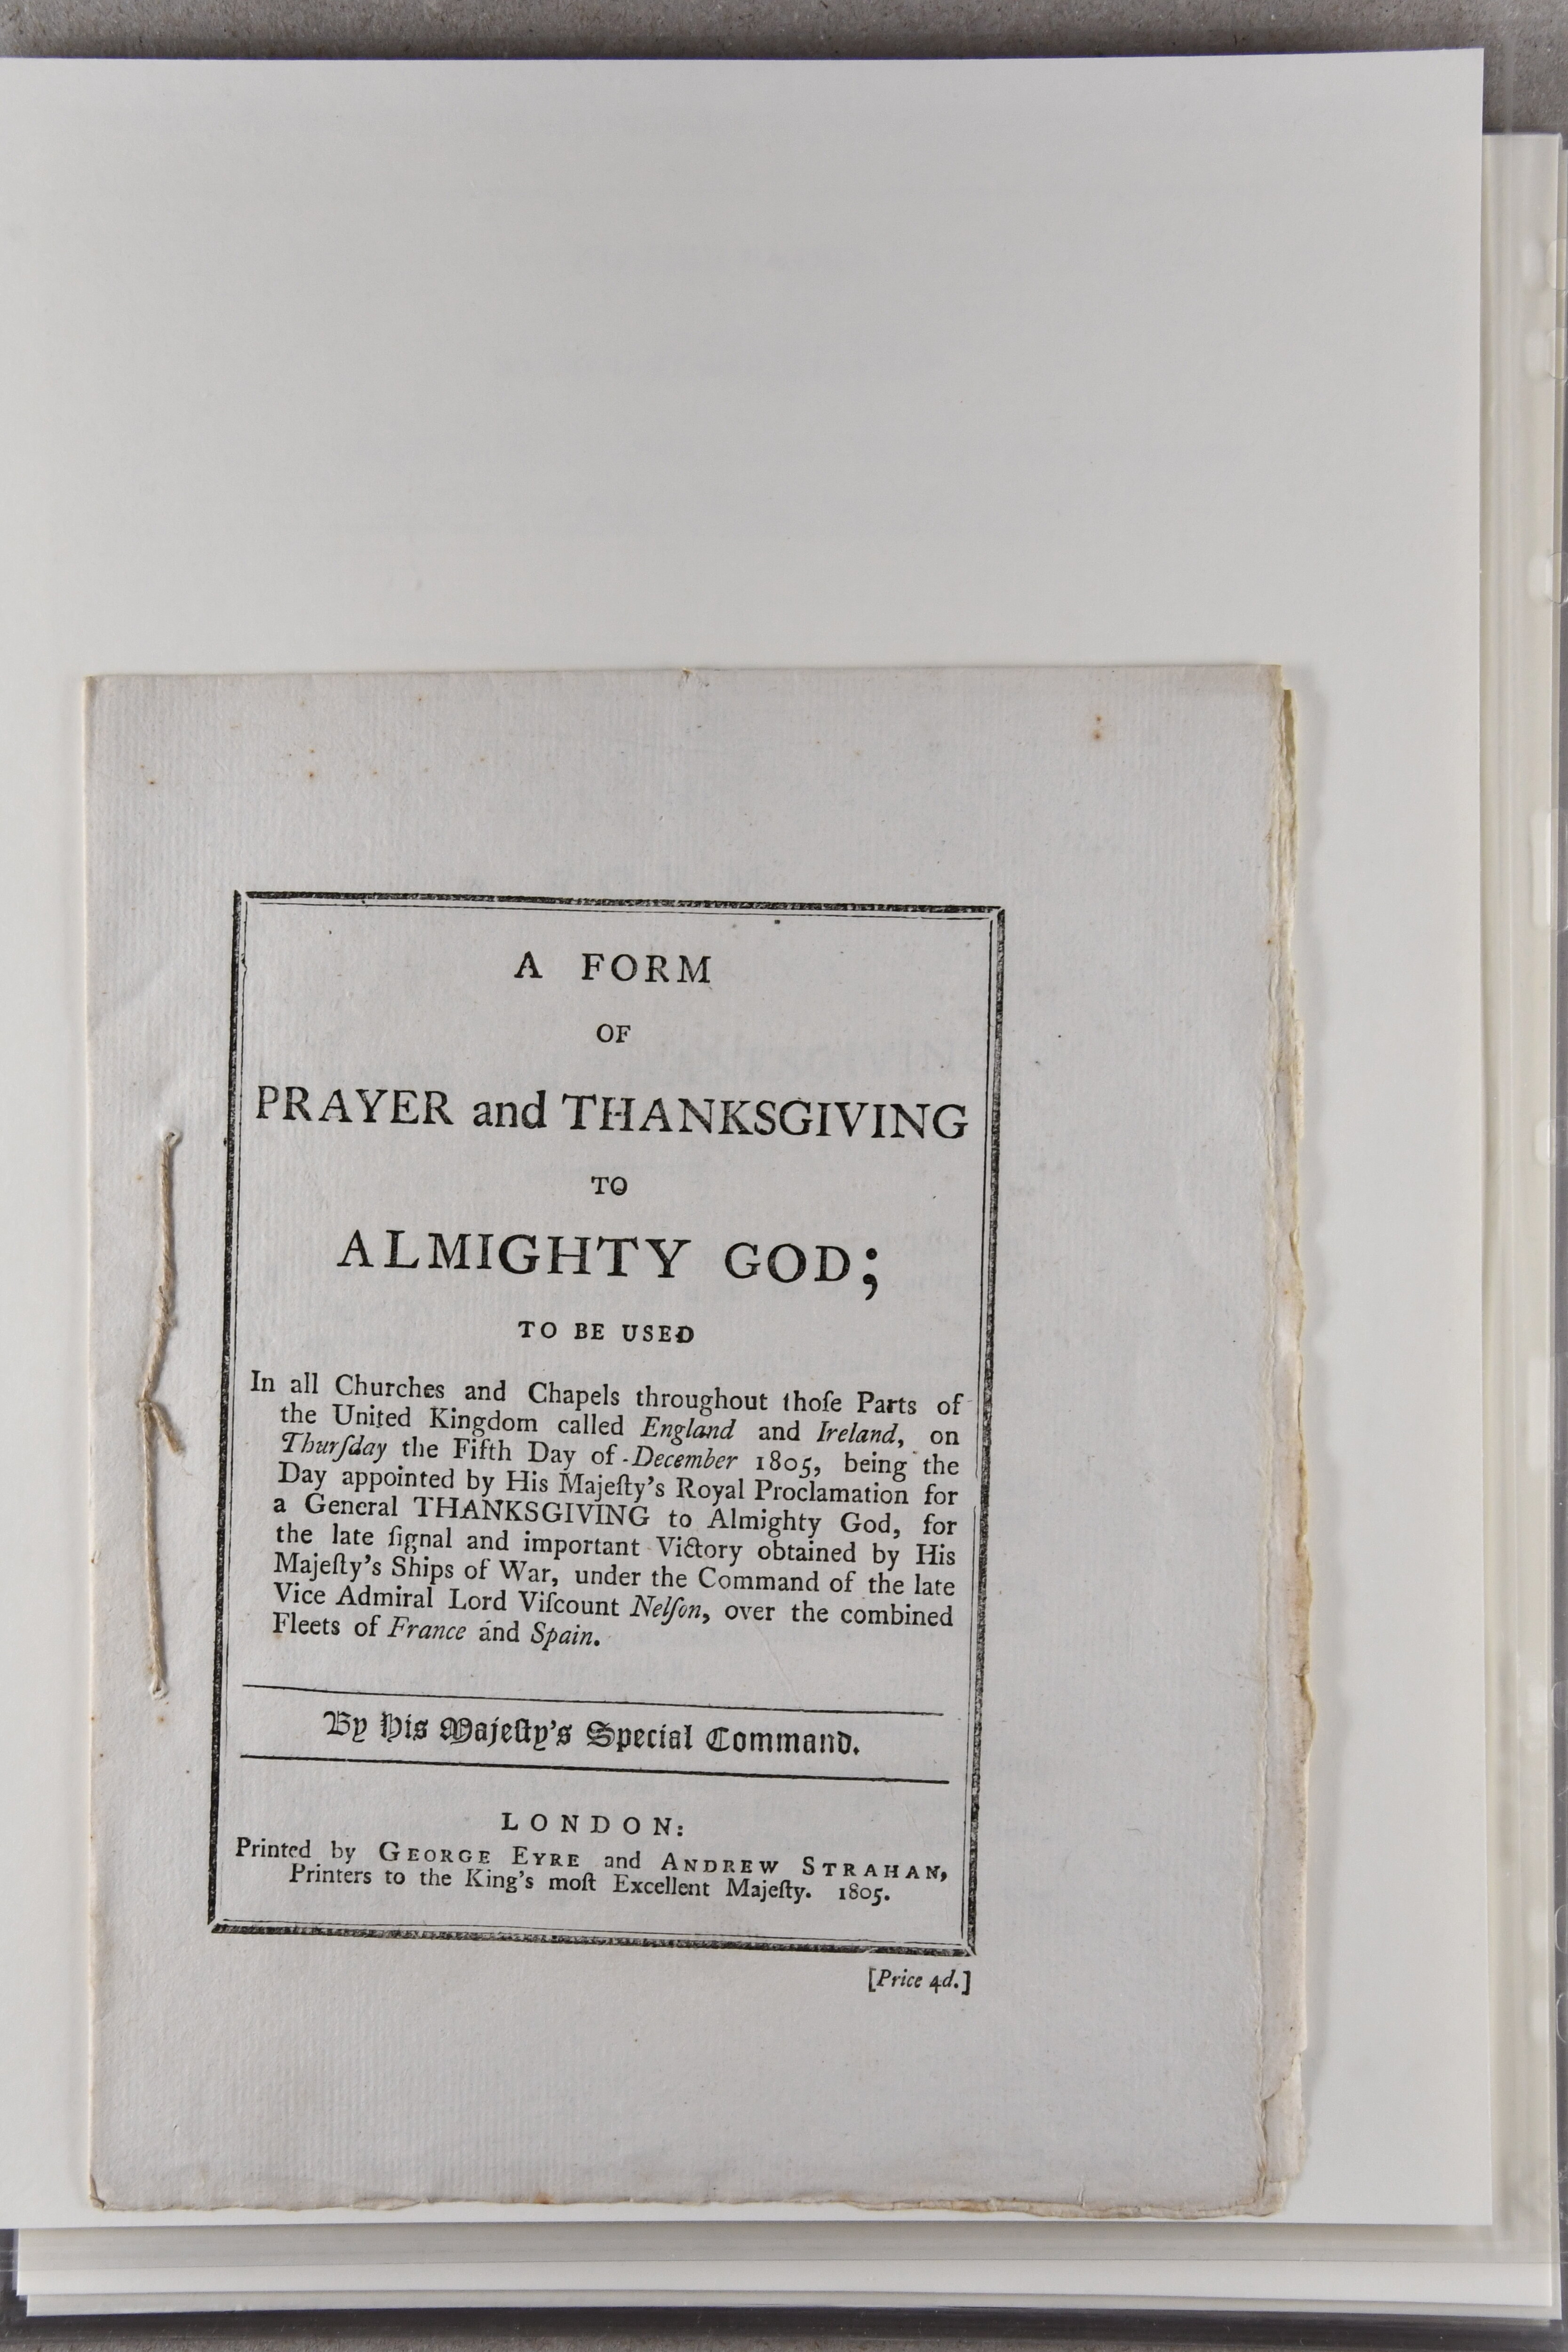 A FORM
OF
PRAYER and THANKSGIVING
TO
ALMIGHTY GOD;
TO BE USED
In all Churches and Chapels throughout thoſe Parts of
the United Kingdom called England and Ireland, on
Thurſday the Fifth Day of December 1805, being the
Day appointed by His Majeſty's Royal Proclamation for
a General THANKSGIVING to Almighty God, for
the late ſignal and important Victory obtained by His
Majeſty's Ships of War, under the Command of the late
Vice Admiral Lord Viſcount Nelſon, over the combined
Fleets of France and Spain.
By His Majeſty's Special Command.
LONDON:
Printed by GEORGE EYRE and ANDREW STRAHAN,
Printers to the King's moſt Excellent Majeſty. 1805.
[Price 4d.]